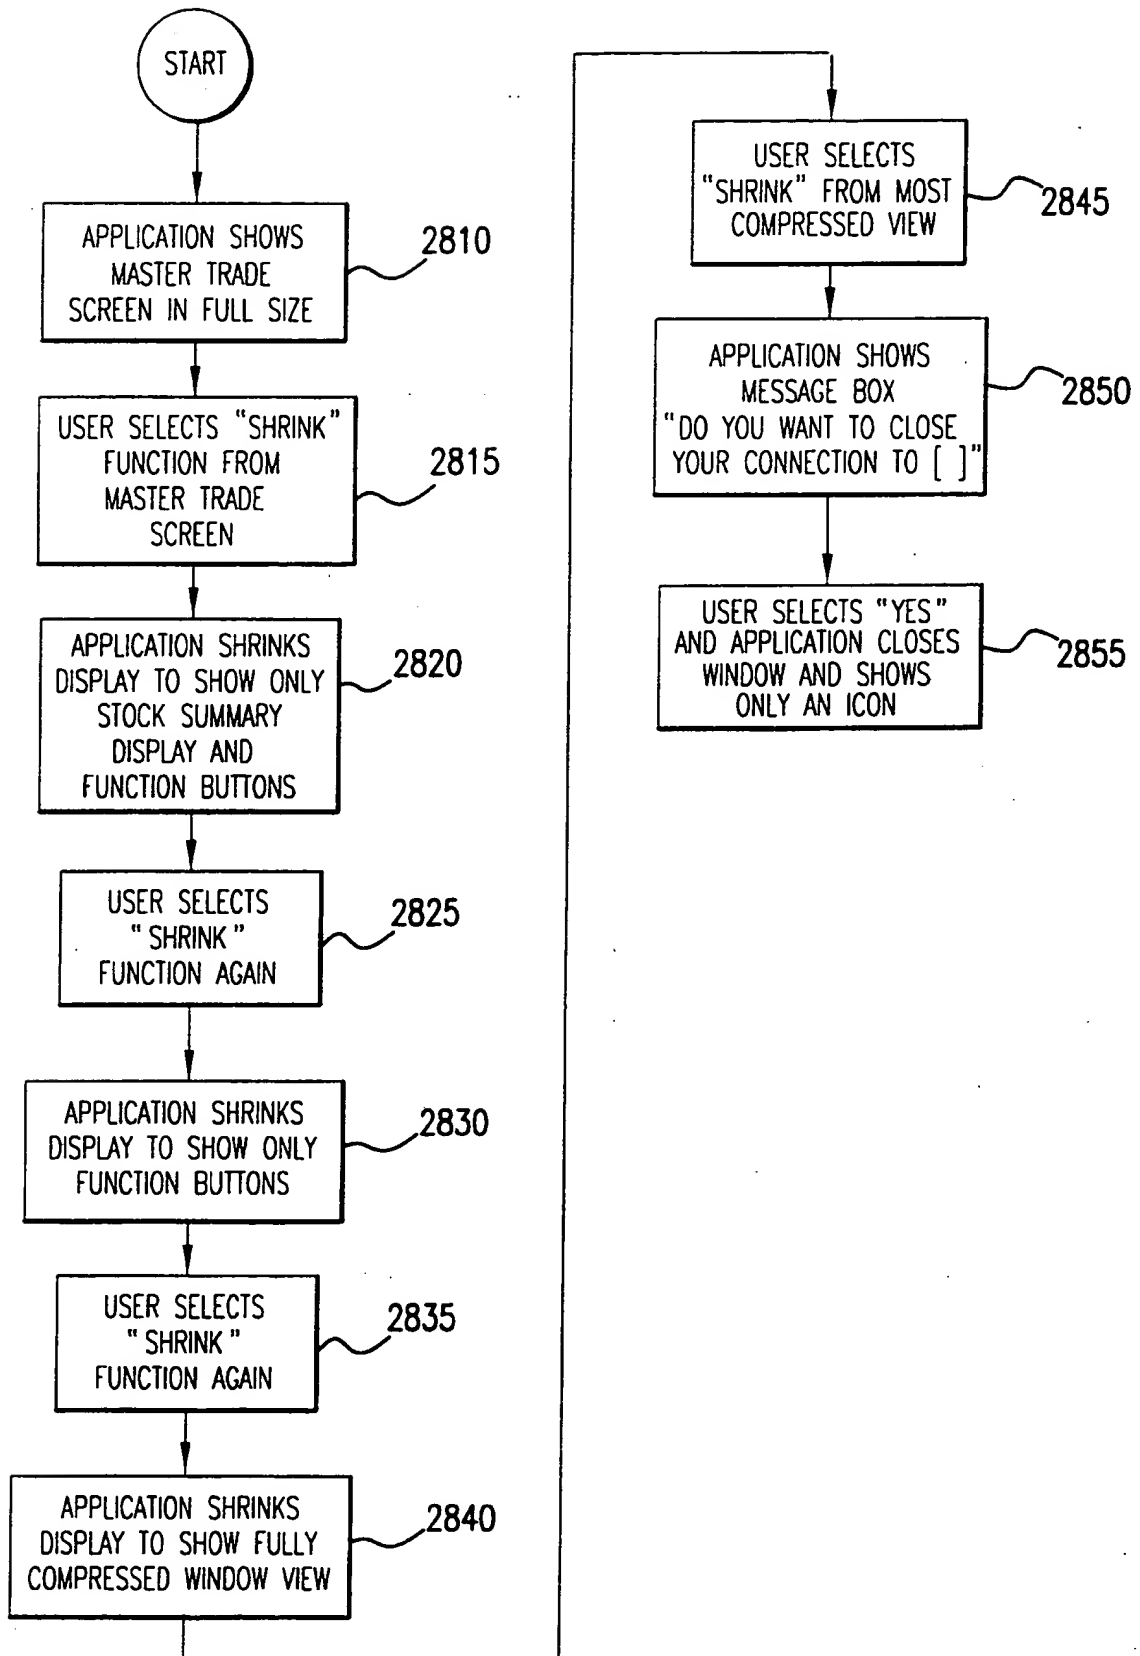 START
APPLICATION SHOWS
MASTER TRADE
SCREEN IN FULL SIZE
2810
USER SELECTS "SHRINK"
FUNCTION FROM
MASTER TRADE
SCREEN
2815
APPLICATION SHRINKS
DISPLAY TO SHOW ONLY
STOCK SUMMARY
DISPLAY AND
FUNCTION BUTTONS
2820
USER SELECTS
"SHRINK"
FUNCTION AGAIN
2825
APPLICATION SHRINKS
DISPLAY TO SHOW ONLY
FUNCTION BUTTONS
2830
USER SELECTS
"SHRINK"
FUNCTION AGAIN
2835
APPLICATION SHRINKS
DISPLAY TO SHOW FULLY
COMPRESSED WINDOW VIEW
2840
USER SELECTS
"SHRINK" FROM MOST
COMPRESSED VIEW
2845
APPLICATION SHOWS
MESSAGE BOX
"DO YOU WANT TO CLOSE
YOUR CONNECTION TO [ ]"
2850
USER SELECTS "YES"
AND APPLICATION CLOSES
WINDOW AND SHOWS
ONLY AN ICON
2855